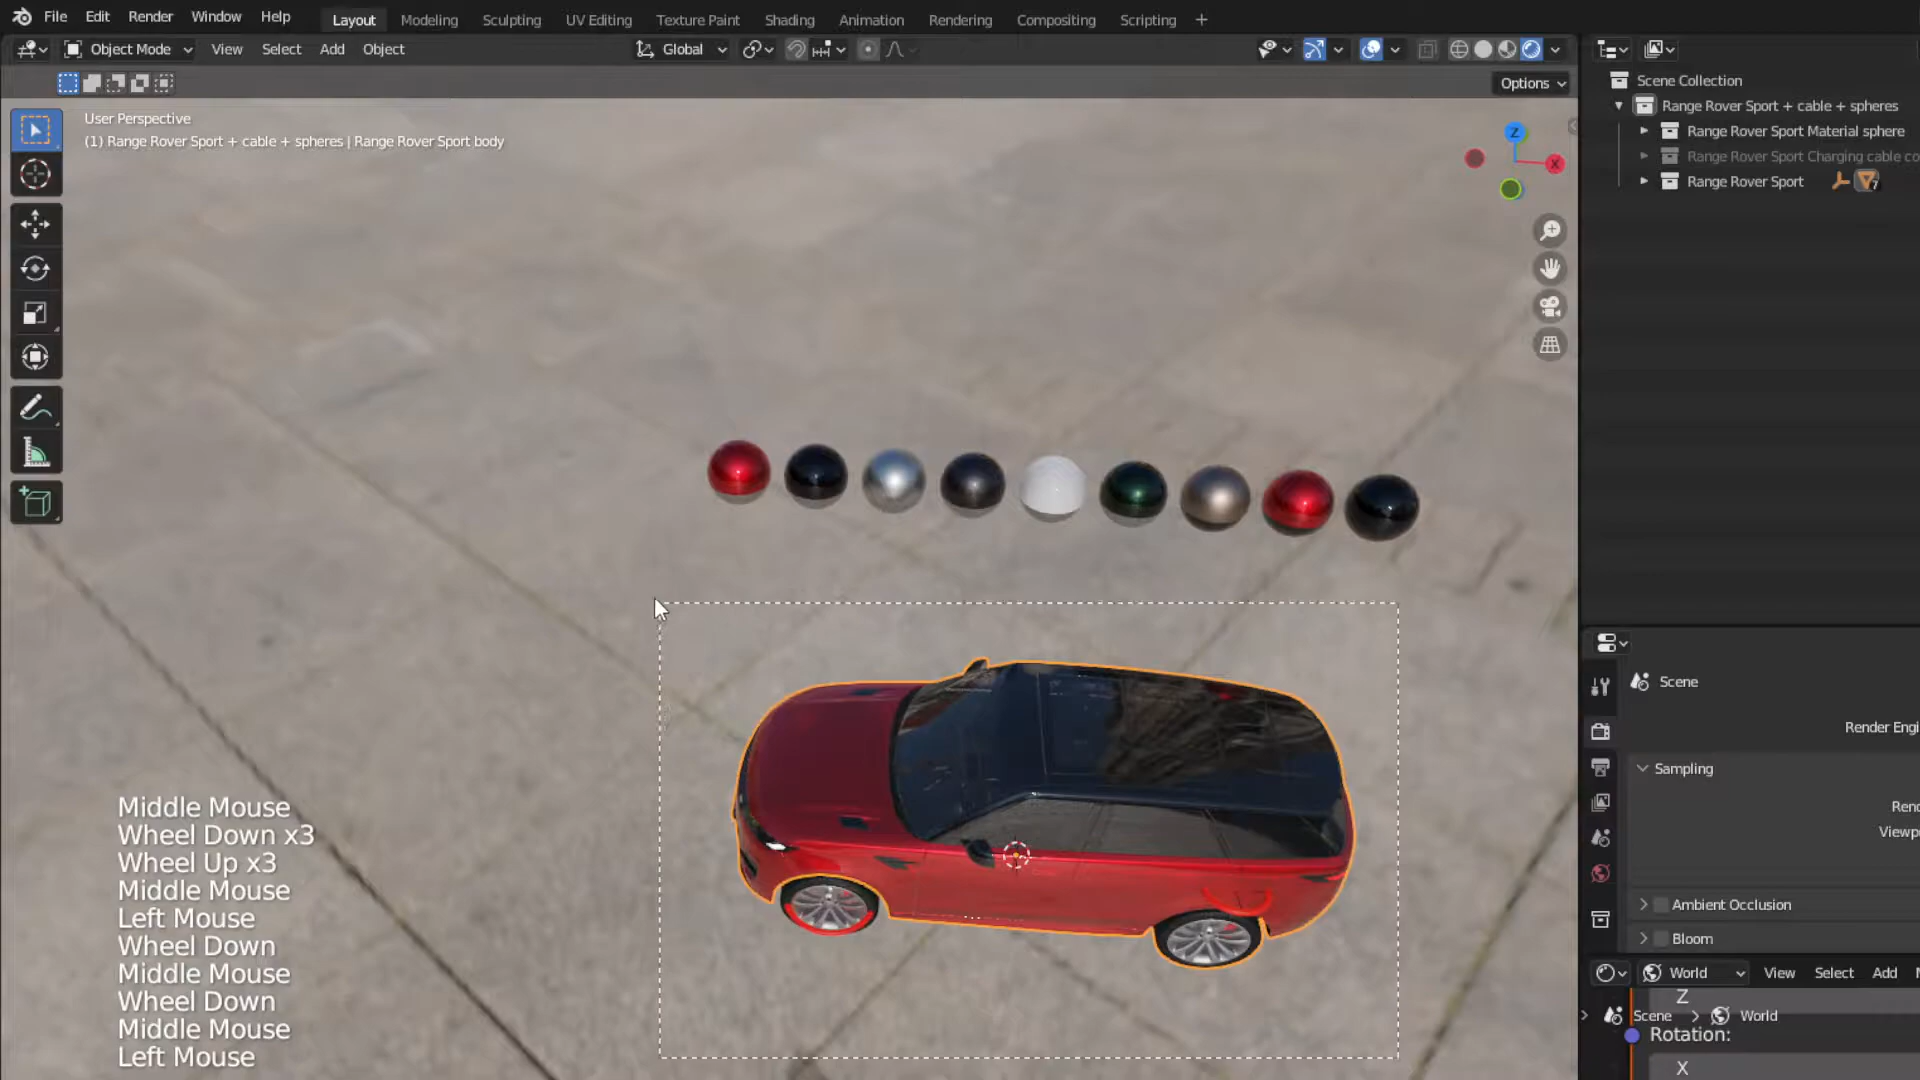 File Edit Render Window Help
Layout Modeling Sculpting UV Editing Texture Paint Shading Animation Rendering Compositing Scripting +
Object Mode View Select Add Object Global
Options
User Perspective
(1) Range Rover Sport + cable + spheres | Range Rover Sport body
Z
X
Middle Mouse
Wheel Down x3
Wheel Up x3
Middle Mouse
Left Mouse
Wheel Down
Middle Mouse
Wheel Down
Middle Mouse
Left Mouse
Scene Collection
Range Rover Sport + cable + spheres
Range Rover Sport Material sphere
Range Rover Sport Charging cable co
Range Rover Sport 7
Scene
Render Engi
Sampling
Rend
Viewpo
Ambient Occlusion
Bloom
World View Select Add
Z
Scene > World
Rotation:
X